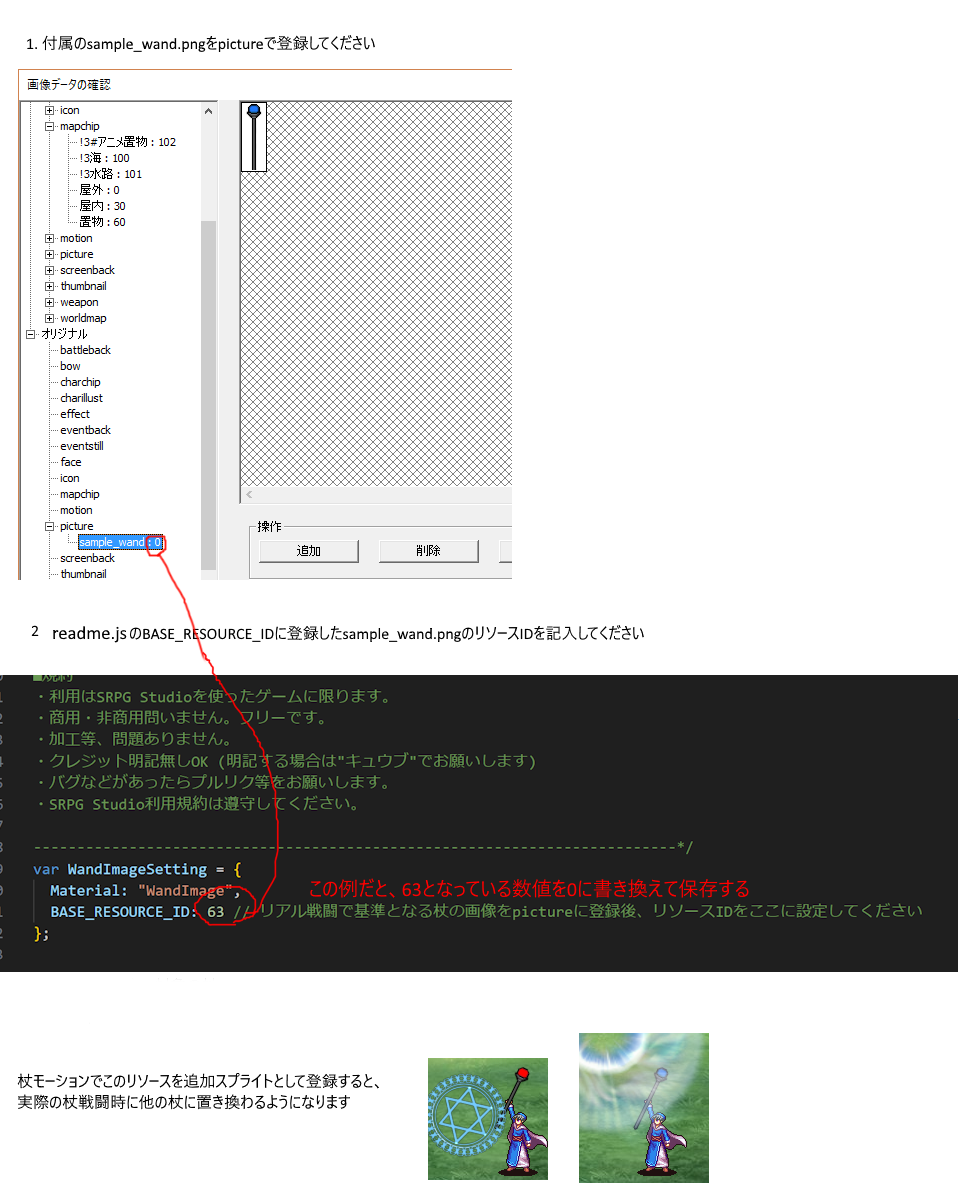 1. 付属のsample_wand.pngをpictureで登録してください
画像データの確認
icon
mapchip
!3#アニメ置物 : 102
!3海 : 100
!3水路 : 101
屋外 : 0
屋内 : 30
置物 : 60
motion
picture
screenback
thumbnail
weapon
worldmap
オリジナル
battleback
bow
charchip
charillust
effect
eventback
eventstill
face
icon
mapchip
motion
picture
sample_wand : 0
screenback
thumbnail
操作
追加
削除
2 readme.jsのBASE_RESOURCE_IDに登録したsample_wand.pngのリソースIDを記入してください
■規約
・利用はSRPG Studioを使ったゲームに限ります。
・商用・非商用問いません。フリーです。
・加工等、問題ありません。
・クレジット明記無しOK (明記する場合は"キュウブ"でお願いします)
・バグなどがあったらプルリク等をお願いします。
・SRPG Studio利用規約は遵守してください。
--------------------------------------------------------------------------*/
var WandImageSetting = {
Material: "WandImage",
この例だと、63となっている数値を0に書き換えて保存する
BASE_RESOURCE_ID: 63 // リアル戦闘で基準となる杖の画像をpictureに登録後、リソースIDをここに設定してください
};
杖モーションでこのリソースを追加スプライトとして登録すると、
実際の杖戦闘時に他の杖に置き換わるようになります